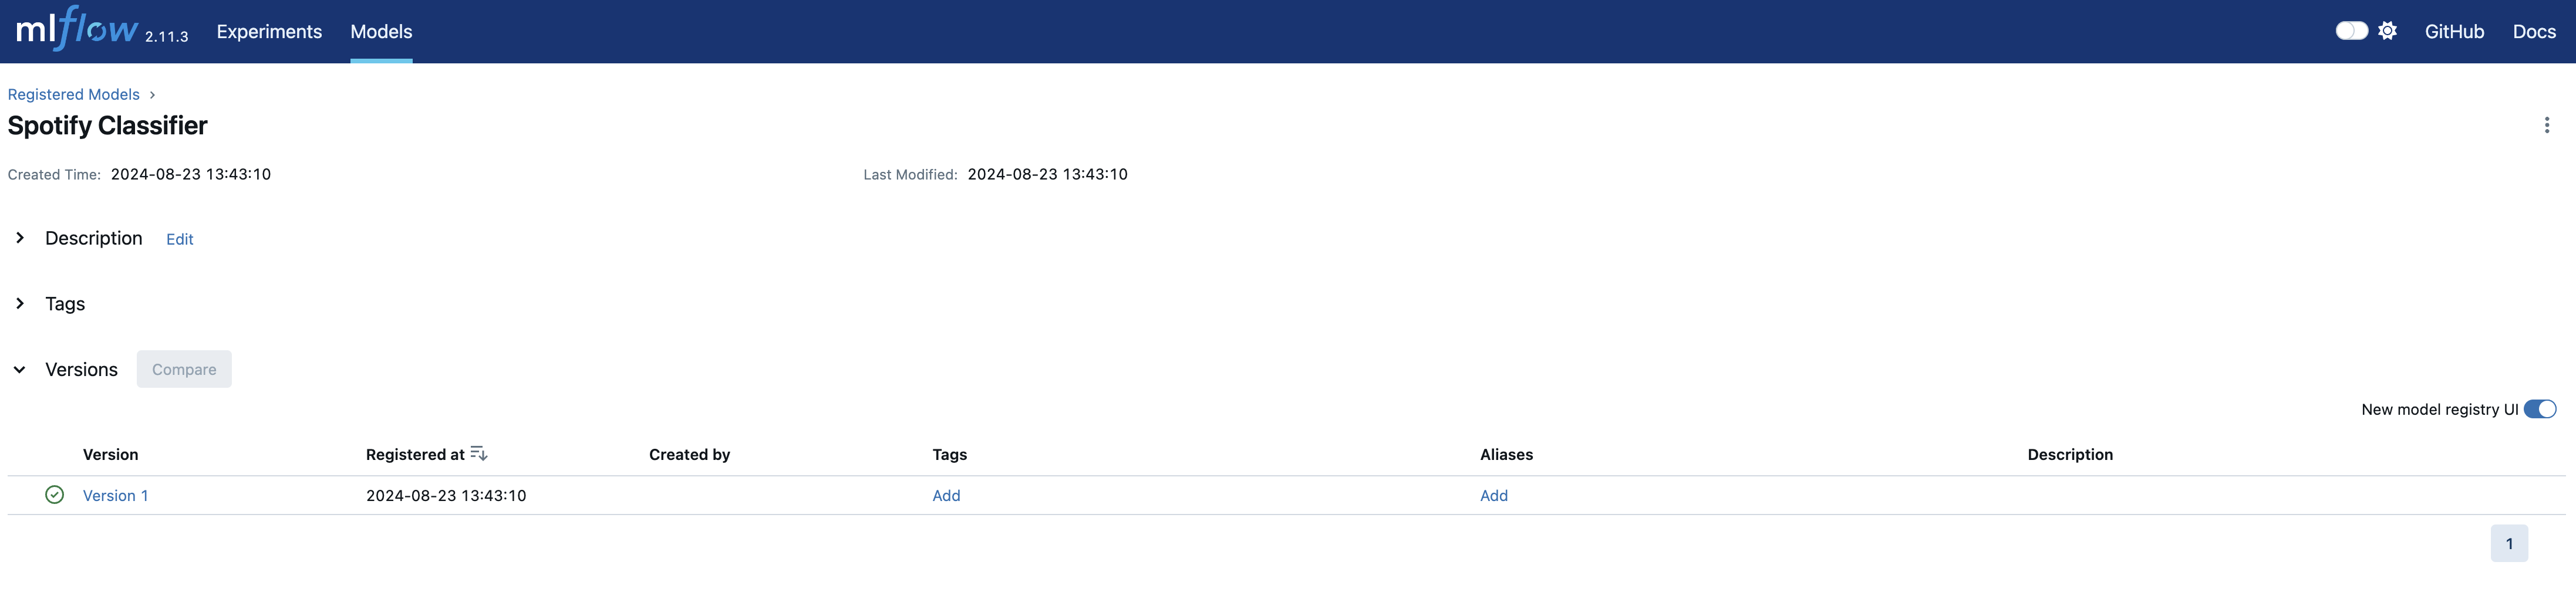 mlflow 2.11.3 Experiments Models GitHub Docs
Registered Models
Spotify Classifier
Created Time: 2024-08-23 13:43:10 Last Modified: 2024-08-23 13:43:10
Description Edit
Tags
Versions Compare
New model registry UI
Version Registered at Created by Tags Aliases Description
Version 1 2024-08-23 13:43:10 Add Add
1